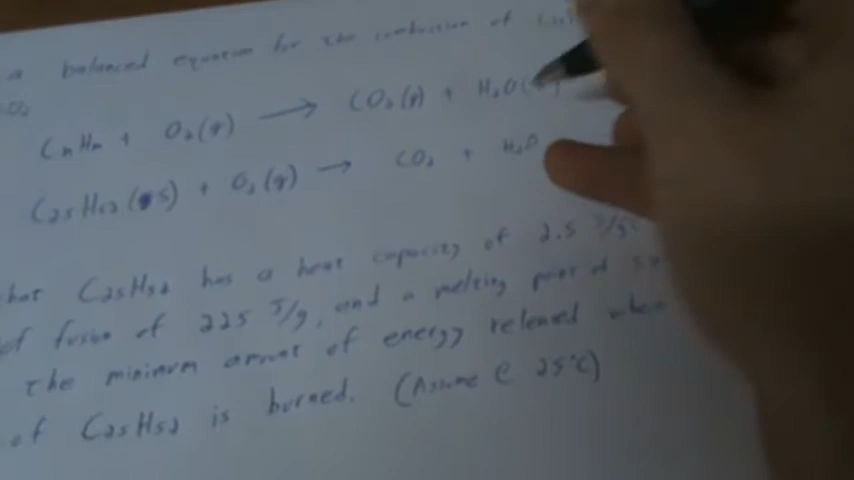 a balanced equation for the combustion of
CnHm + O₂(g) → CO₂(g) + H₂O(
C₂₅H₅₂(s) + O₂(g) → CO₂ + H₂O
that C₂₅H₅₂ has a heat capacity of 2.5 J/g
of fusion of 225 J/g, and a melting point of
The minimum amount of energy released when
of C₂₅H₅₂ is burned. (Assume @ 25°C)